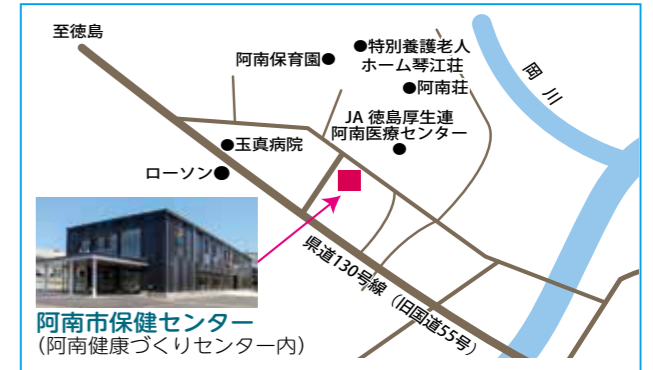 至徳島
阿南保育園●
●特別養護老人
ホーム琴江荘
●阿南荘
岡川
JA 徳島厚生連
阿南医療センター
●
●玉真病院
ローソン●
県道130号線（旧国道55号）
阿南市保健センター
（阿南健康づくりセンター内）